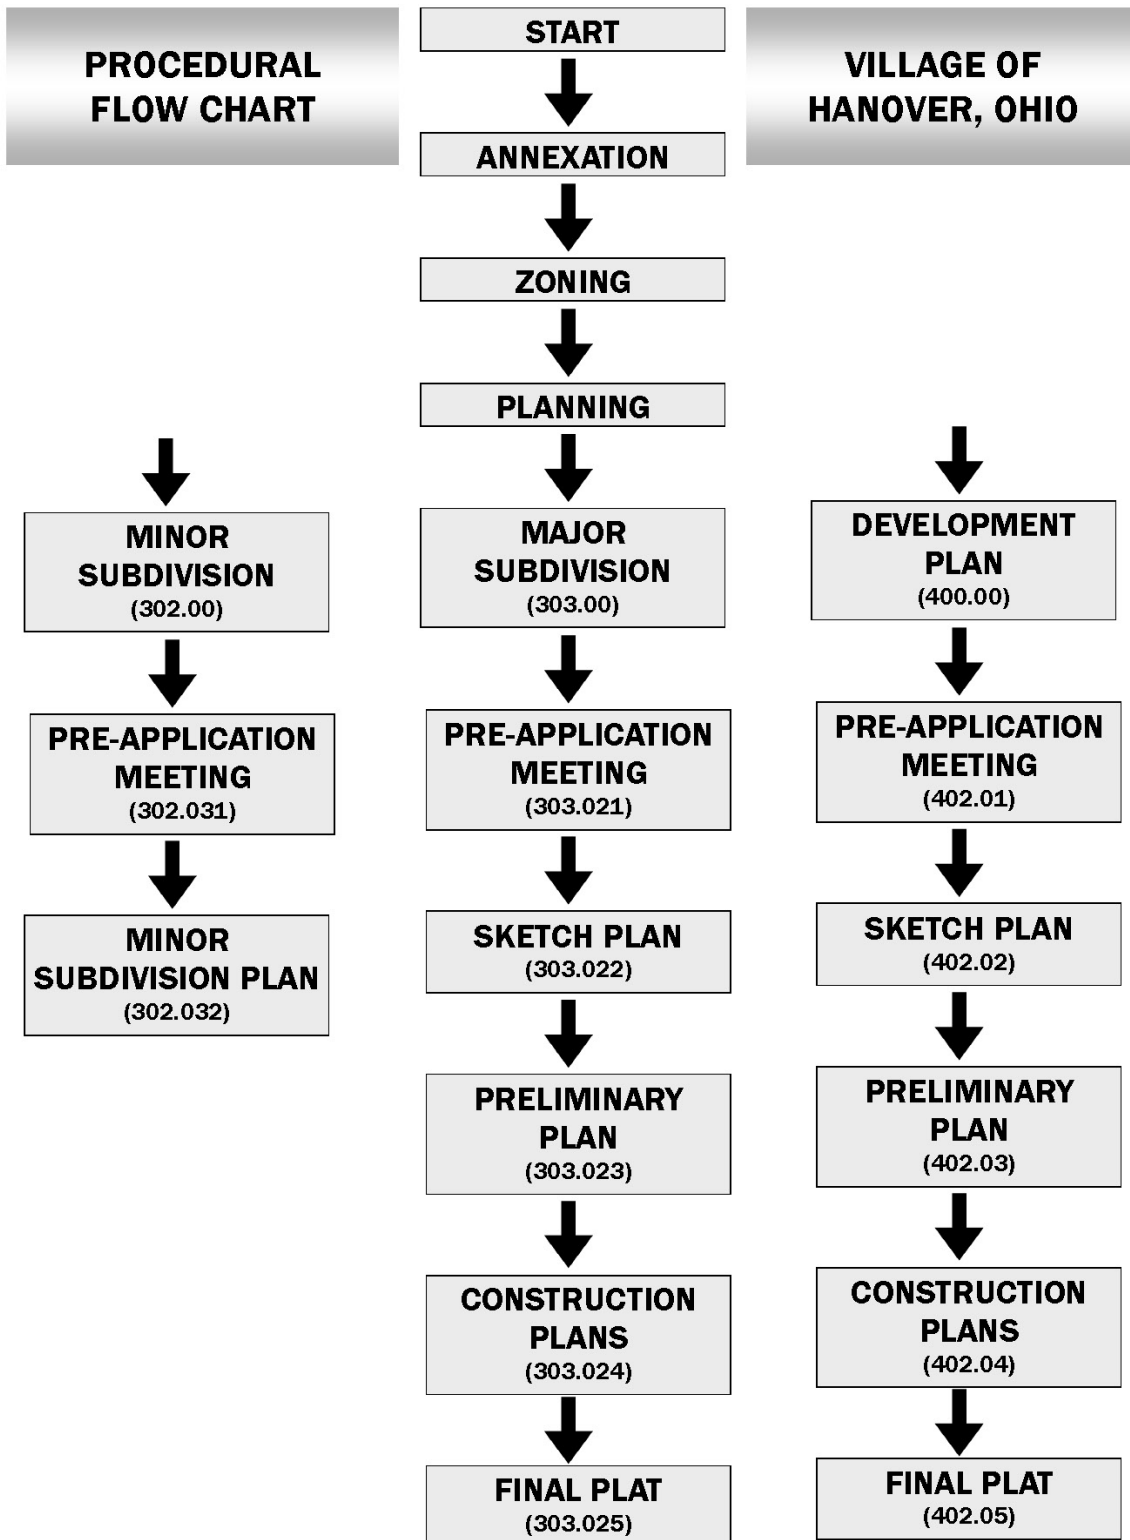 PROCEDURAL
FLOW CHART
START
VILLAGE OF
HANOVER, OHIO
ANNEXATION
ZONING
PLANNING
MINOR
SUBDIVISION
(302.00)
PRE-APPLICATION
MEETING
(302.031)
MINOR
SUBDIVISION PLAN
(302.032)
MAJOR
SUBDIVISION
(303.00)
PRE-APPLICATION
MEETING
(303.021)
SKETCH PLAN
(303.022)
PRELIMINARY
PLAN
(303.023)
CONSTRUCTION
PLANS
(303.024)
FINAL PLAT
(303.025)
DEVELOPMENT
PLAN
(400.00)
PRE-APPLICATION
MEETING
(402.01)
SKETCH PLAN
(402.02)
PRELIMINARY
PLAN
(402.03)
CONSTRUCTION
PLANS
(402.04)
FINAL PLAT
(402.05)